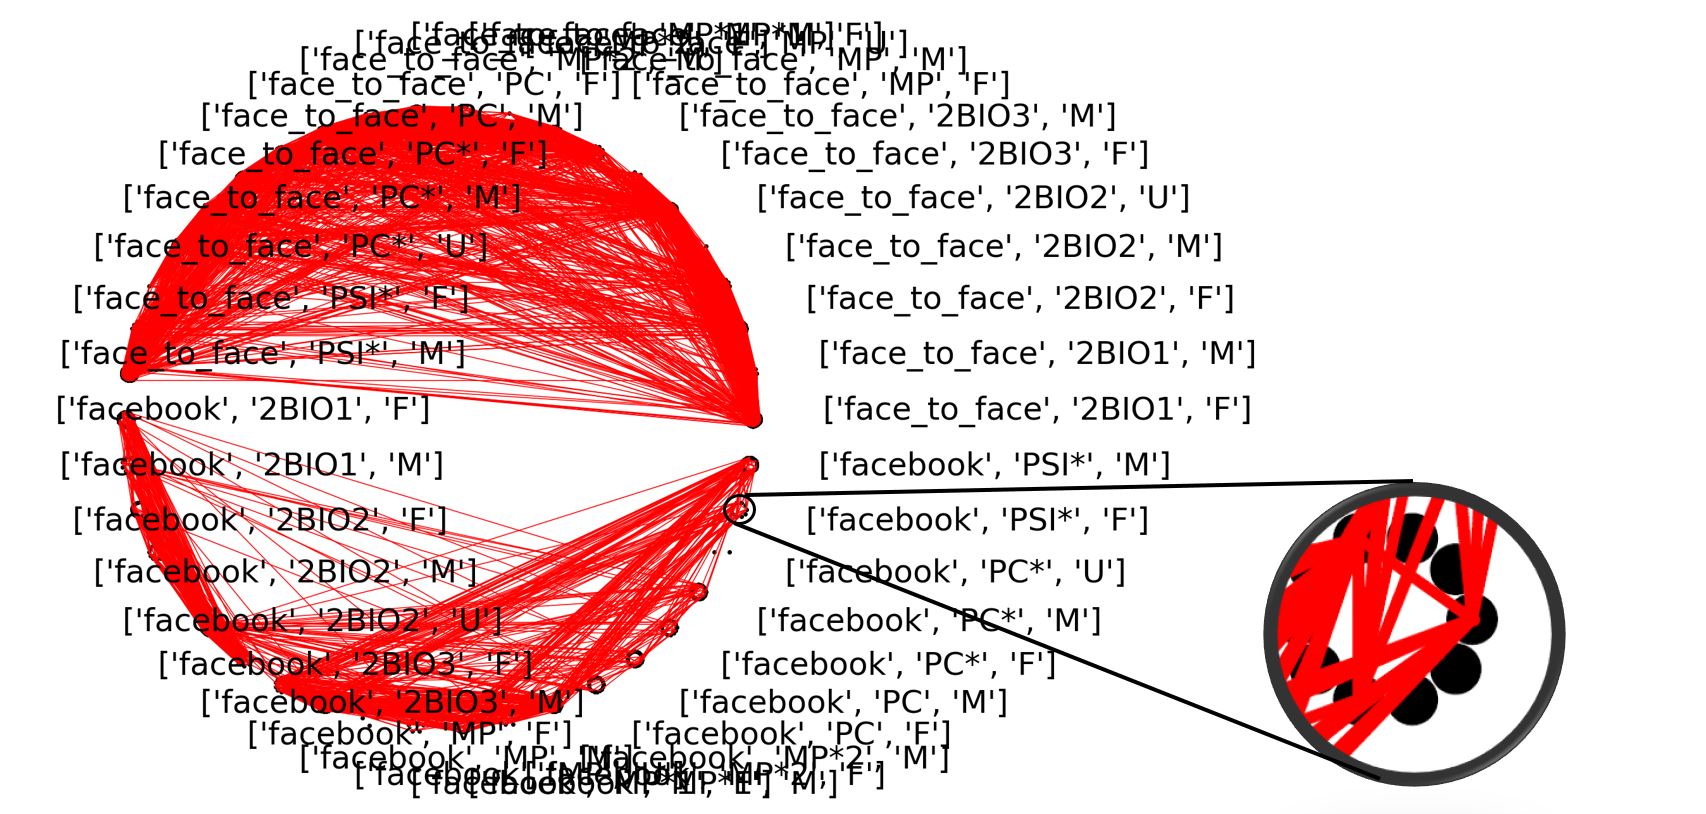 ['face_to_face', 'MP*2', 'M'] ['face_to_face', 'MP', 'M']
['face_to_face', 'PC', 'F'] ['face_to_face', 'MP', 'F']
['face_to_face', 'PC', 'M'] ['face_to_face', '2BIO3', 'M']
['face_to_face', 'PC*', 'F'] ['face_to_face', '2BIO3', 'F']
['face_to_face', 'PC*', 'M'] ['face_to_face', '2BIO2', 'U']
['face_to_face', 'PC*', 'U'] ['face_to_face', '2BIO2', 'M']
['face_to_face', 'PSI*', 'F'] ['face_to_face', '2BIO2', 'F']
['face_to_face', 'PSI*', 'M'] ['face_to_face', '2BIO1', 'M']
['facebook', '2BIO1', 'F'] ['face_to_face', '2BIO1', 'F']
['facebook', '2BIO1', 'M'] ['facebook', 'PSI*', 'M']
['facebook', '2BIO2', 'F'] ['facebook', 'PSI*', 'F']
['facebook', '2BIO2', 'M'] ['facebook', 'PC*', 'U']
['facebook', '2BIO2', 'U'] ['facebook', 'PC*', 'M']
['facebook', '2BIO3', 'F'] ['facebook', 'PC*', 'F']
['facebook', '2BIO3', 'M'] ['facebook', 'PC', 'M']
['facebook', 'MP', 'F'] ['facebook', 'PC', 'F']
['facebook', 'MP', 'M'] ['facebook', 'MP*2', 'M']